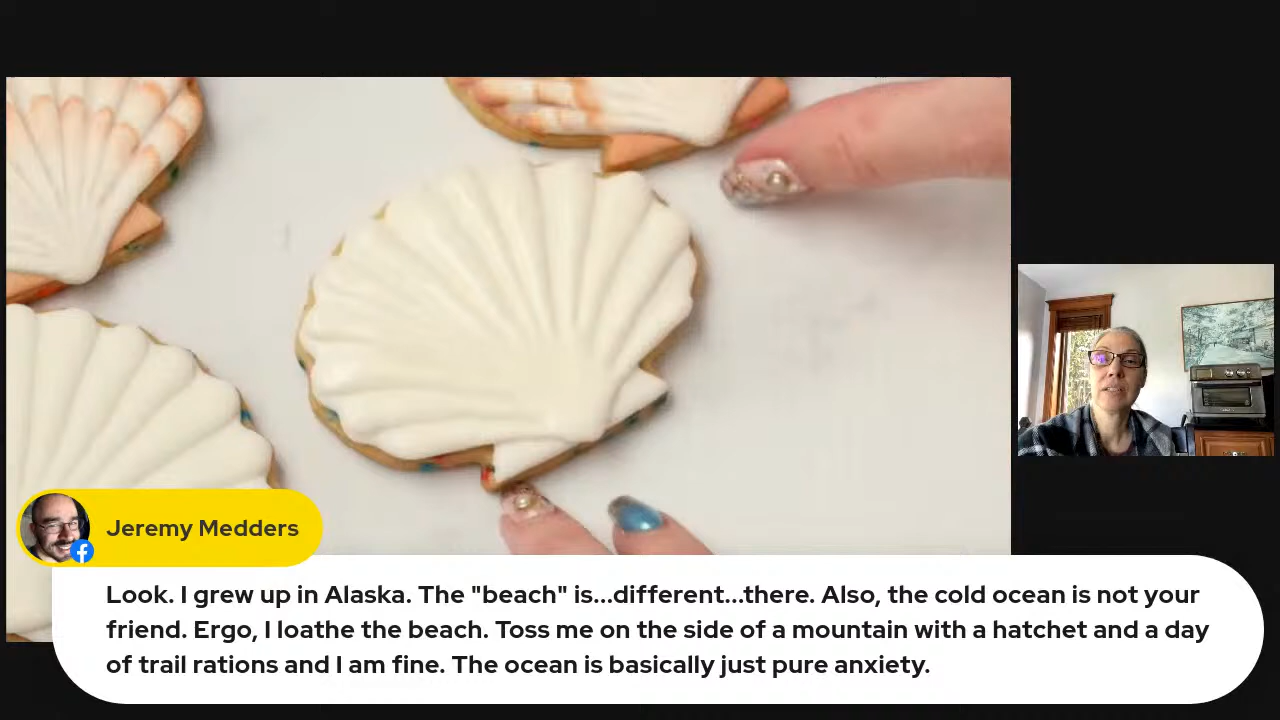 Jeremy Medders
Look. I grew up in Alaska. The "beach" is...different...there. Also, the cold ocean is not your
friend. Ergo, I loathe the beach. Toss me on the side of a mountain with a hatchet and a day
of trail rations and I am fine. The ocean is basically just pure anxiety.